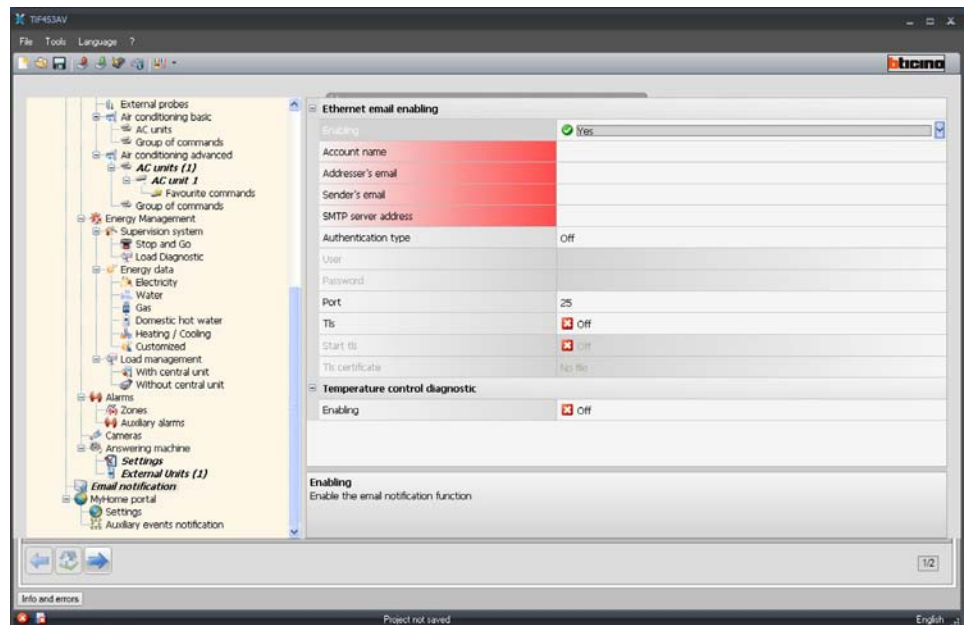 TiF453AV
File Tools Language ?
bticino
External probes
Air conditioning basic
AC units
Group of commands
Air conditioning advanced
AC units (1)
AC unit 1
Favourite commands
Group of commands
Energy Management
Supervision system
Stop and Go
Load Diagnostic
Energy data
Electricity
Water
Gas
Domestic hot water
Heating / Cooling
Customized
Load management
With central unit
Without central unit
Alarms
Zones
Auxiliary alarms
Cameras
Answering machine
Settings
External Units (1)
Email notification
MyHome portal
Settings
Auxiliary events notification
Ethernet email enabling
Enabling Yes
Account name
Addresser's email
Sender's email
SMTP server address
Authentication type Off
User
Password
Port 25
Tls Off
Start tls Off
Tls certificate No file
Temperature control diagnostic
Enabling Off
Enabling
Enable the email notification function
1/2
Info and errors
Project not saved English